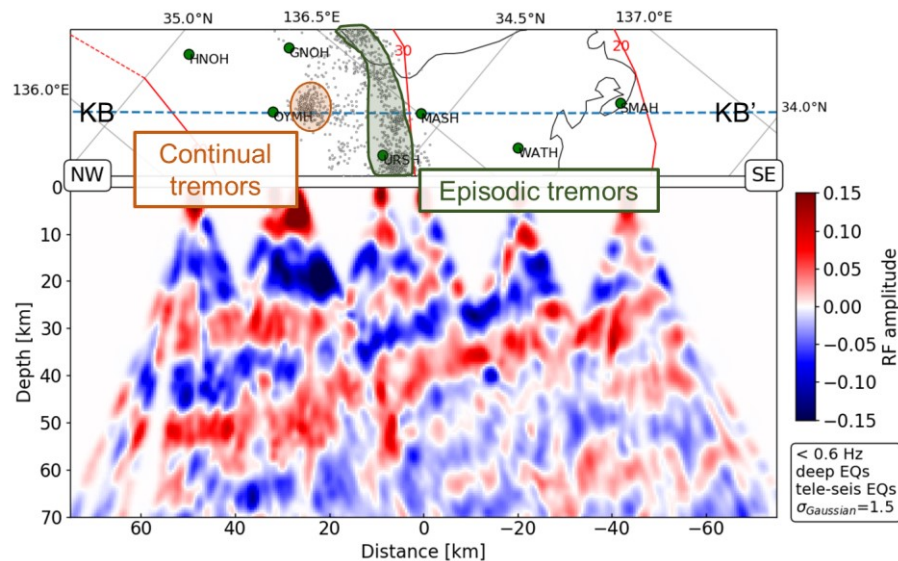 35.0°N
136.5°E
34.5°N
137.0°E
HNOH
GNOH
30
20
136.0°E
KB
OYMH
MASH
SMAH
KB'
34.0°N
URSH
WATH
Continual
tremors
Episodic tremors
NW
SE
0
10
20
30
40
50
60
70
Depth [km]
60
40
20
0
−20
−40
−60
Distance [km]
0.15
0.10
0.05
0.00
−0.05
−0.10
−0.15
RF amplitude
< 0.6 Hz
deep EQs
tele-seis EQs
σGaussian=1.5